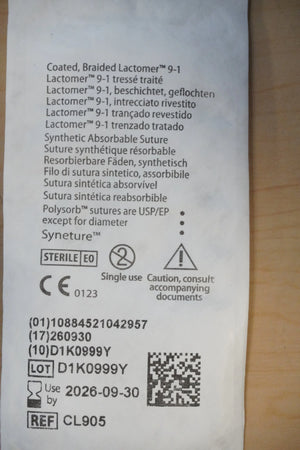 Coated, Braided Lactomer™ 9-1
Lactomer™ 9-1 tressé traité
Lactomer™ 9-1, beschichtet, geflochten
Lactomer™ 9-1, intrecciato rivestito
Lactomer™ 9-1 trançado revestido
Lactomer™ 9-1 trenzado tratado
Synthetic Absorbable Suture
Suture synthétique résorbable
Resorbierbare Fäden, synthetisch
Filo di sutura sintetico, assorbibile
Sutura sintética absorvível
Sutura sintética reabsorbible
Polysorb™ sutures are USP/EP
except for diameter
Syneture™
STERILE EO
2
Single use
Caution, consult
accompanying
documents
CE 0123
(01)10884521042957
(17)260930
(10)D1K0999Y
LOT D1K0999Y
Use by 2026-09-30
REF CL905